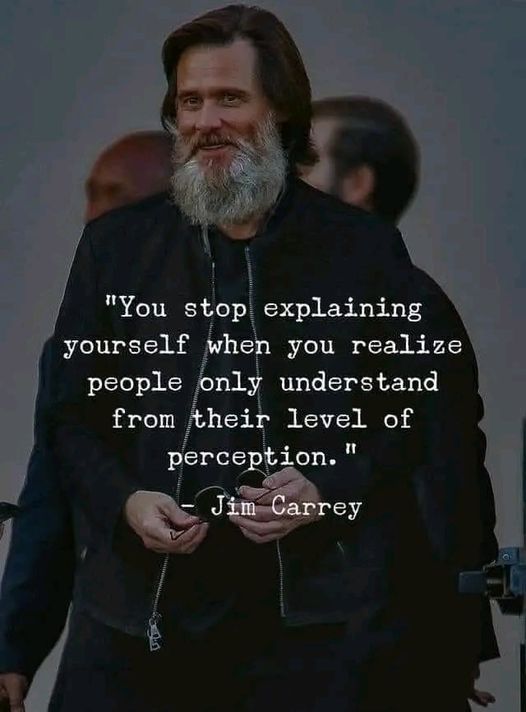 "You stop explaining
yourself when you realize
people only understand
from their level of
perception."
- Jim Carrey